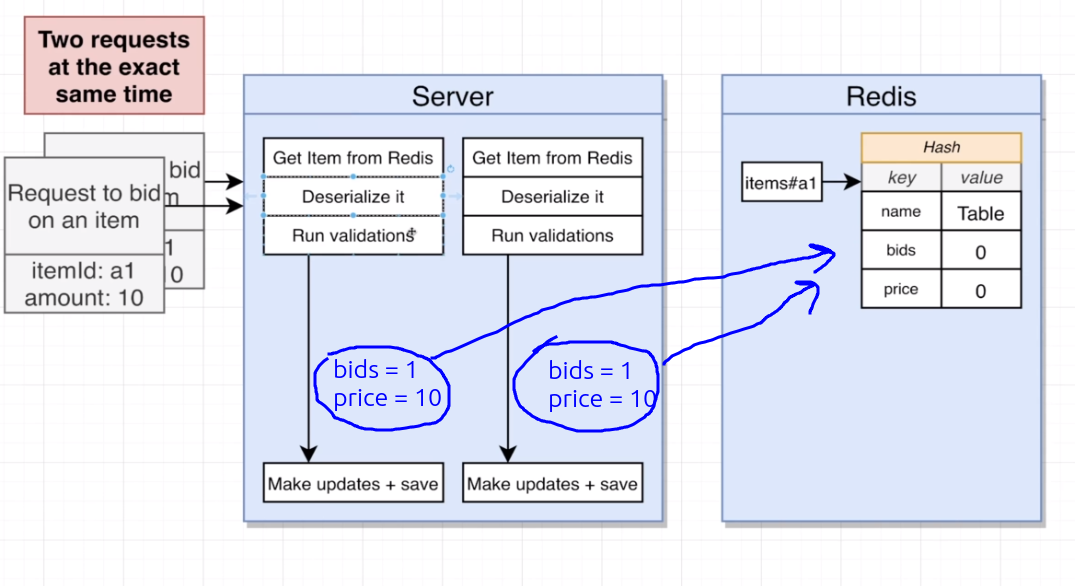 Two requests
at the exact
same time
Server
Redis
bid
m
1
0
Request to bid
on an item
itemId: a1
amount: 10
Get Item from Redis
Deserialize it
Run validations
Get Item from Redis
Deserialize it
Run validations
bids = 1
price = 10
bids = 1
price = 10
Make updates + save
Make updates + save
items#a1
Hash
key value
name Table
bids 0
price 0